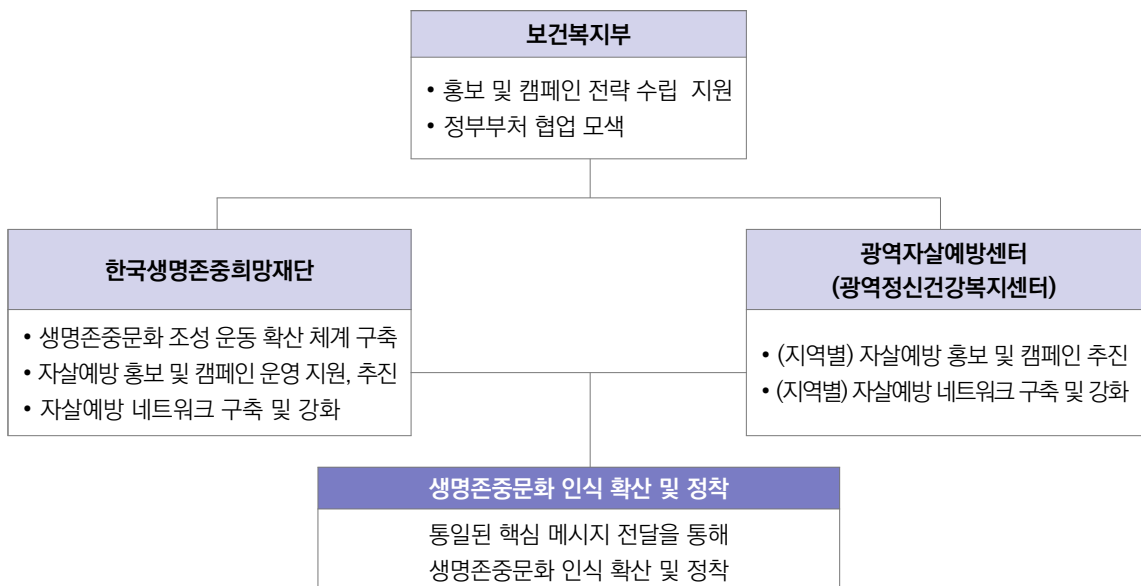 보건복지부
• 홍보 및 캠페인 전략 수립 지원
• 정부부처 협업 모색
한국생명존중희망재단
• 생명존중문화 조성 운동 확산 체계 구축
• 자살예방 홍보 및 캠페인 운영 지원, 추진
• 자살예방 네트워크 구축 및 강화
광역자살예방센터
(광역정신건강복지센터)
• (지역별) 자살예방 홍보 및 캠페인 추진
• (지역별) 자살예방 네트워크 구축 및 강화
생명존중문화 인식 확산 및 정착
통일된 핵심 메시지 전달을 통해
생명존중문화 인식 확산 및 정착